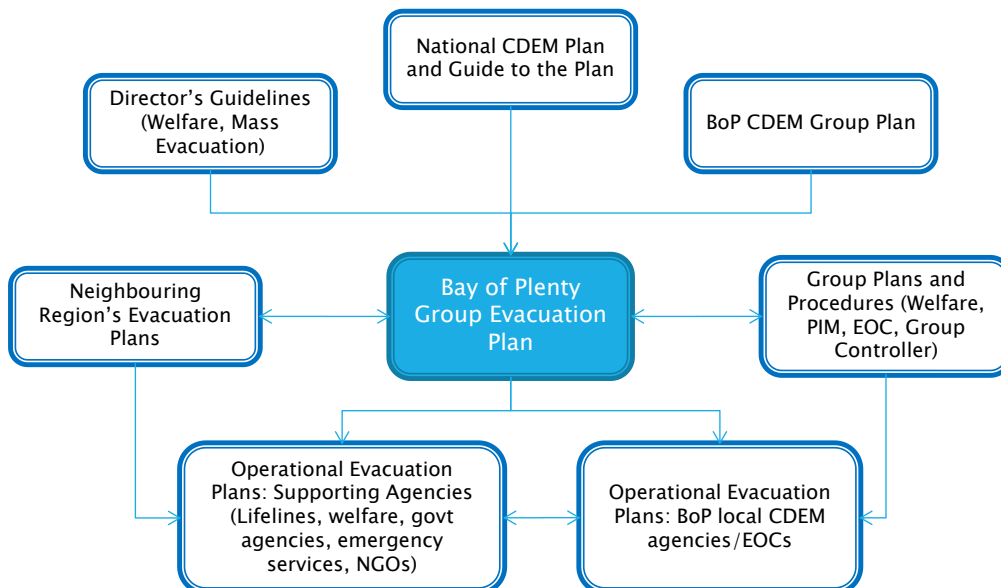 National CDEM Plan
and Guide to the Plan
Director’s Guidelines
(Welfare, Mass
Evacuation)
BoP CDEM Group Plan
Neighbouring
Region’s Evacuation
Plans
Bay of Plenty
Group Evacuation
Plan
Group Plans and
Procedures (Welfare,
PIM, EOC, Group
Controller)
Operational Evacuation
Plans: Supporting Agencies
(Lifelines, welfare, govt
agencies, emergency
services, NGOs)
Operational Evacuation
Plans: BoP local CDEM
agencies/EOCs